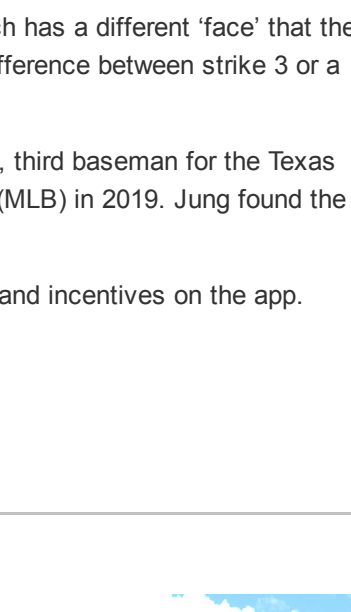 ch has a different ‘face’ that the
fference between strike 3 or a
, third baseman for the Texas
(MLB) in 2019. Jung found the
and incentives on the app.